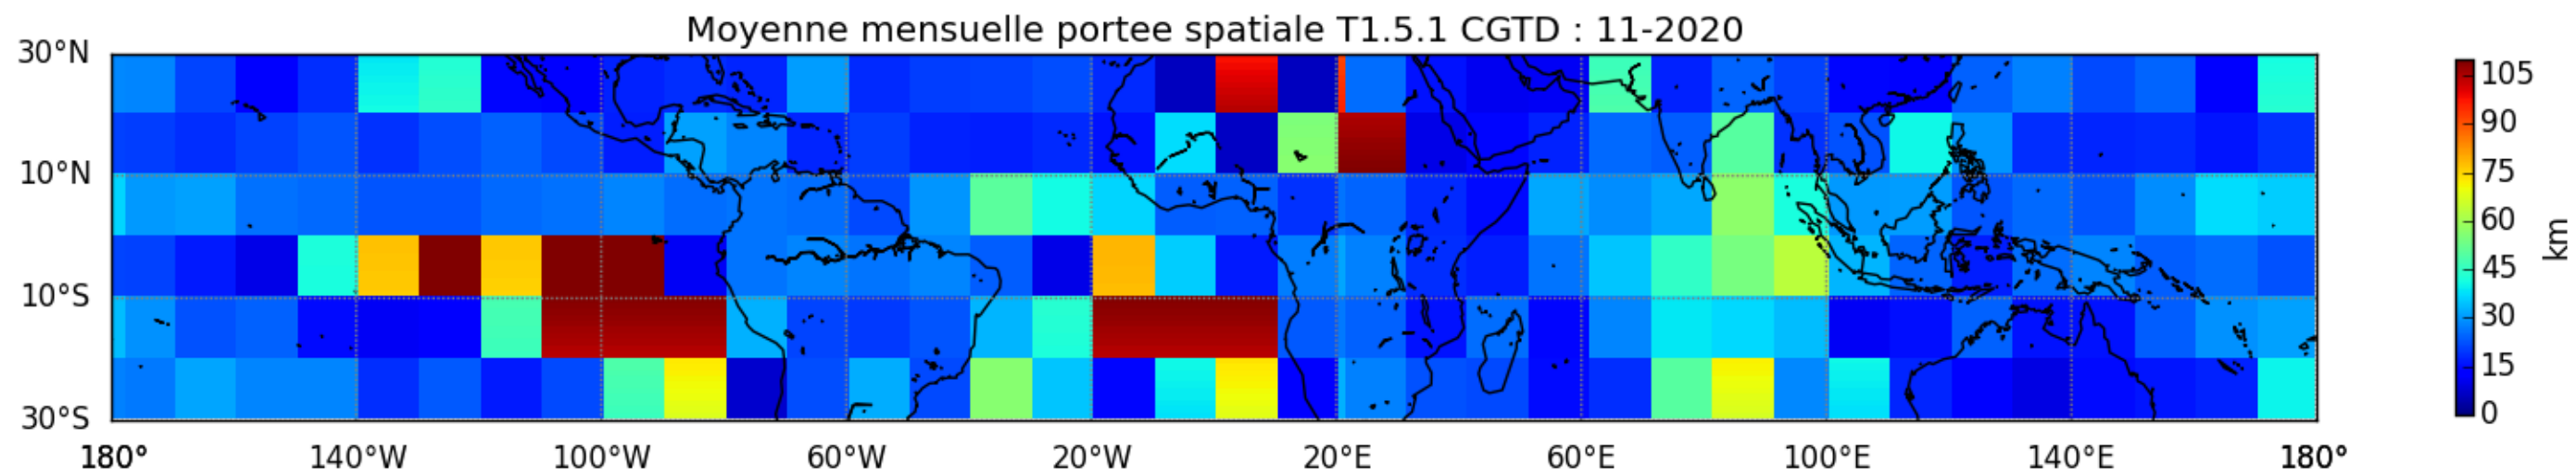 Moyenne mensuelle portee spatiale T1.5.1 CGTD : 11-2020
30°N
10°N
10°S
30°S
180° 140°W 100°W 60°W 20°W 20°E 60°E 100°E 140°E 180°
105
90
75
60
45
30
15
0
km